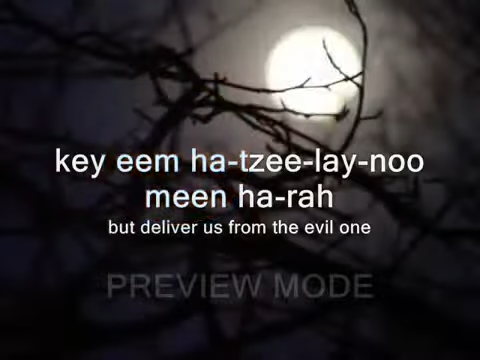 key eem ha-tzee-lay-noo
meen ha-rah
but deliver us from the evil one
PREVIEW MODE